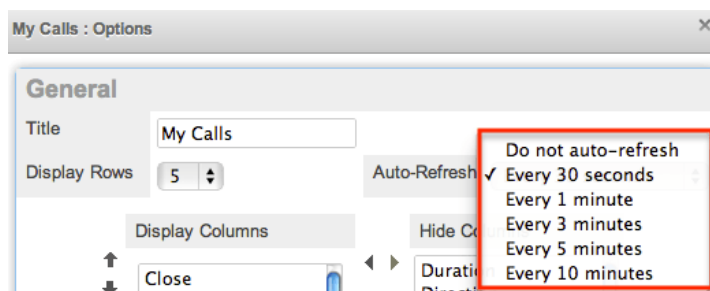 My Calls : Options
General
Title My Calls
Display Rows 5 Auto-Refresh
Do not auto-refresh
✓ Every 30 seconds
Every 1 minute
Every 3 minutes
Every 5 minutes
Every 10 minutes
Display Columns Hide
Close